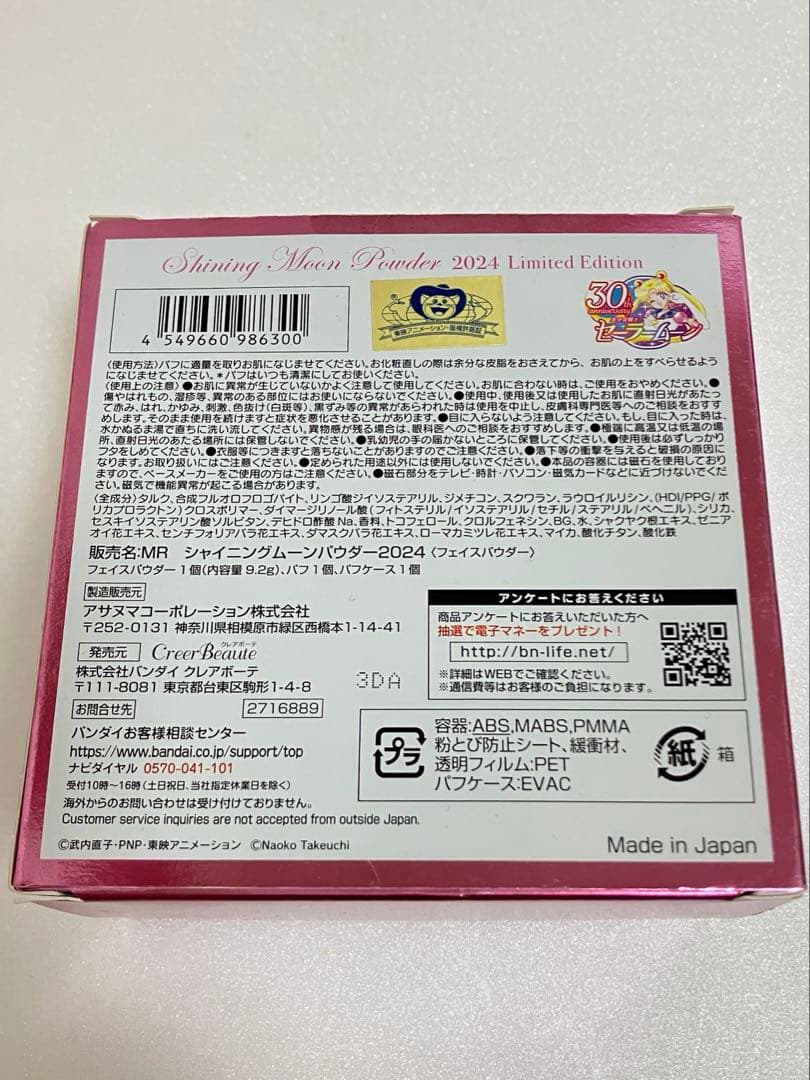 Shining Moon Powder 2024 Limited Edition
4 549660 986300
東映アニメーション・版権許諾証
30th anniversary
セーラームーン
〈使用方法〉パフに適量を取りお肌になじませてください。お化粧直しの際は余分な皮脂をおさえてから、お肌の上をすべらせるよう
になじませてください。*パフはいつも清潔にしてお使いください。
〈使用上の注意〉●お肌に異常が生じていないかよく注意して使用してください。お肌に合わない時は、ご使用をおやめください。●
傷やはれもの、湿疹等、異常のある部位にはお使いにならないでください。●使用中、使用後又は使用したお肌に直射日光があたっ
て赤み、はれ、かゆみ、刺激、色抜け(白斑等)、黒ずみ等の異常があらわれた時は使用を中止し、皮膚科専門医等へのご相談をおすす
めします。そのまま使用を続けますと症状を悪化させることがあります。●目に入らないよう注意してください。もし、目に入った時は、
水かぬるま湯で直ちに洗い流してください。異物感が残る場合は、眼科医へのご相談をおすすめします。●極端に高温又は低温の場
所、直射日光のあたる場所には保管しないでください。●乳幼児の手の届かないところに保管してください。●使用後は必ずしっかり
フタをしめてください。●衣服等につきますと落ちないことがありますのでご注意ください。●落下等の衝撃を与えると破損の原因に
なります。お取り扱いにはご注意ください。●定められた用途以外には使用しないでください。●本品の容器には磁石を使用しており
ますので、ペースメーカーをご使用の方はご注意ください。●磁石部分をテレビ・時計・パソコン・磁気カードなどに近づけないでくださ
い。磁気で機能異常が起こる場合があります。
〈全成分〉タルク、合成フルオロフロゴパイト、リンゴ酸ジイソステアリル、ジメチコン、スクワラン、ラウロイルリシン、(HDI/PPG/ポ
リカプロラクトン)クロスポリマー、ダイマージリノール酸(フィトステリル/イソステアリル/セチル/ステアリル/ベヘニル)、シリカ、
セスキイソステアリン酸ソルビタン、デヒドロ酢酸Na、香料、トコフェロール、クロルフェネシン、BG、水、シャクヤク根エキス、ゼニア
オイ花エキス、センチフォリアバラ花エキス、ダマスクバラ花エキス、ローマカミツレ花エキス、マイカ、酸化チタン、酸化鉄
販売名:MR シャイニングムーンパウダー2024〈フェイスパウダー〉
フェイスパウダー1個(内容量9.2g)、パフ1個、パフケース1個
製造販売元
アサヌマコーポレーション株式会社
〒252-0131 神奈川県相模原市緑区西橋本1-14-41
発売元 CreerBeaute クレアボーテ
株式会社バンダイ クレアボーテ
〒111-8081 東京都台東区駒形1-4-8
3DA
お問合せ先 2716889
バンダイお客様相談センター
https://www.bandai.co.jp/support/top
ナビダイヤル 0570-041-101
受付10時～16時(土日祝日、当社指定休業日を除く)
海外からのお問い合わせは受け付けておりません。
Customer service inquiries are not accepted from outside Japan.
©武内直子・PNP・東映アニメーション ©Naoko Takeuchi
アンケートにお答えください
商品アンケートにお答えいただいた方へ
抽選で電子マネーをプレゼント!
http://bn-life.net/
※詳細はWEBでご確認ください。
※通信費等はお客様のご負担になります。
プラ
容器:ABS,MABS,PMMA
粉とび防止シート、緩衝材、
透明フィルム:PET
パフケース:EVAC
紙 箱
Made in Japan